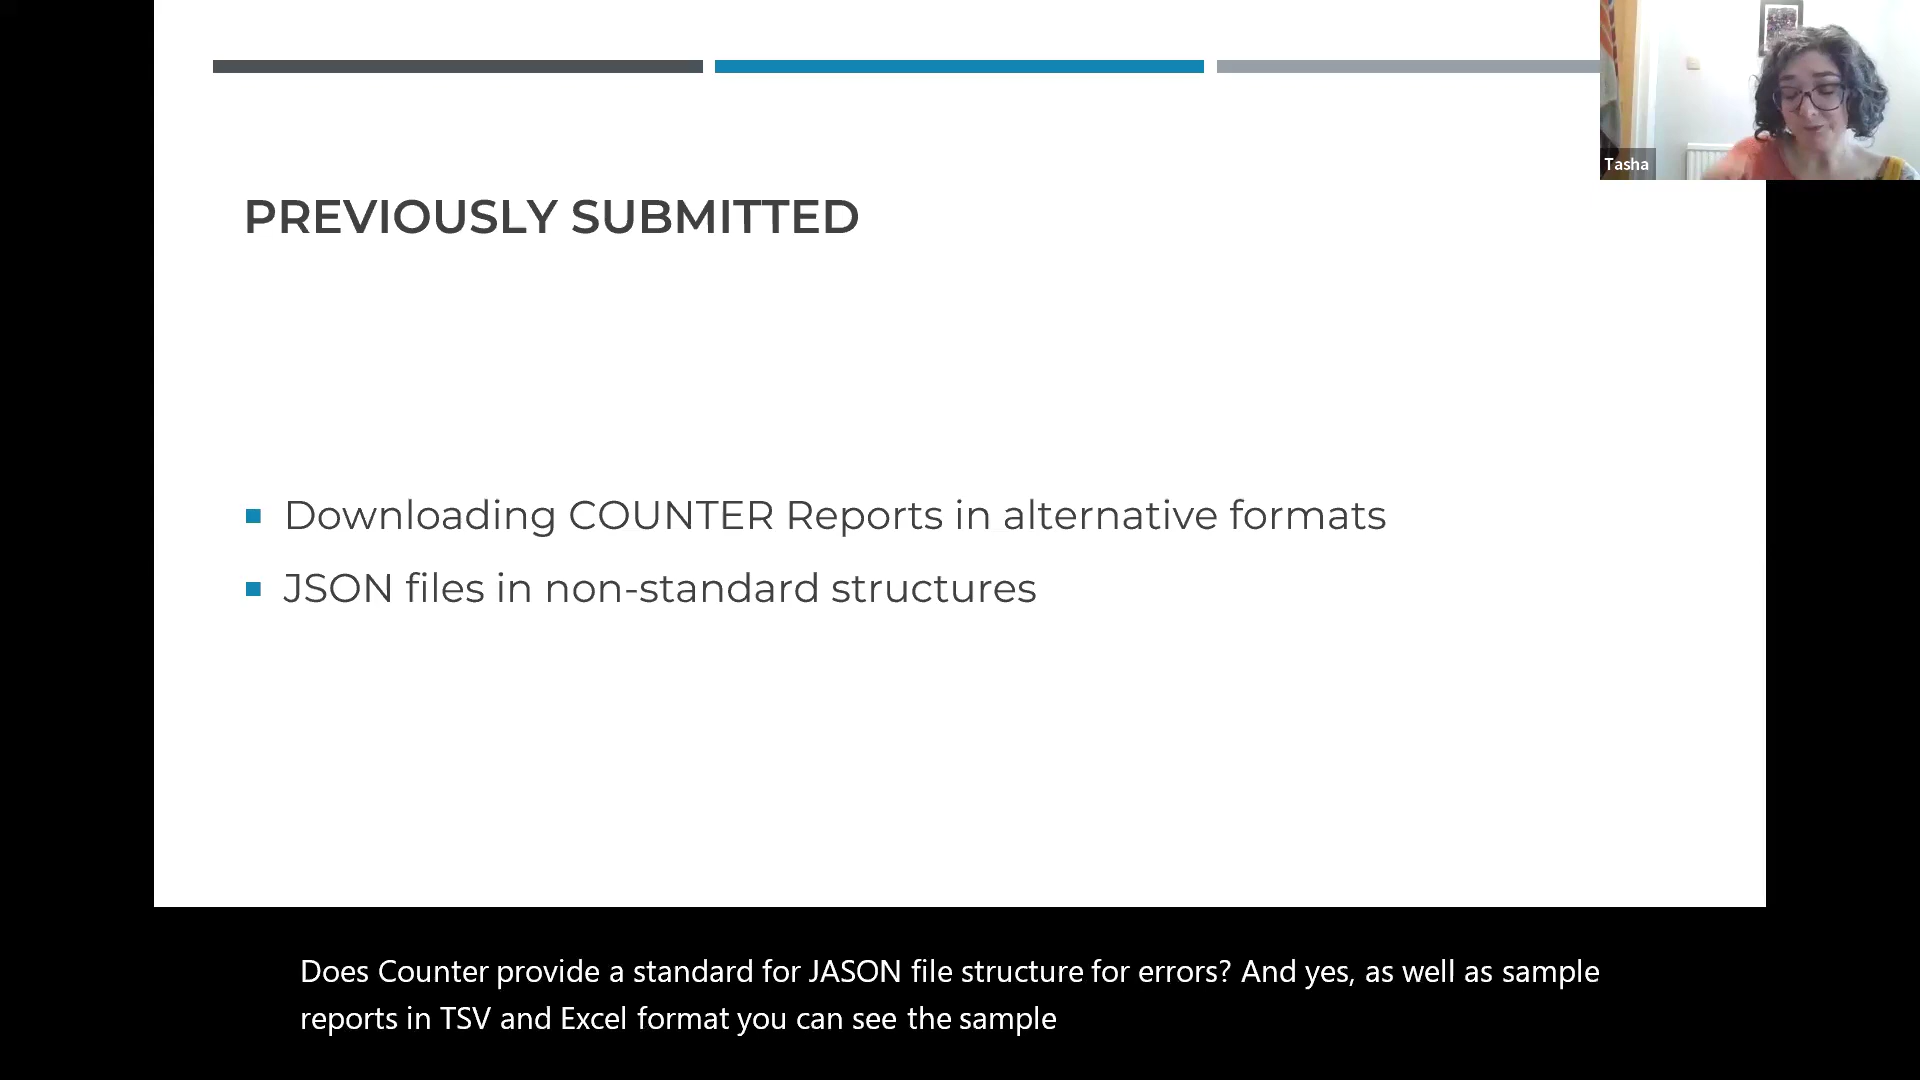 Tasha
PREVIOUSLY SUBMITTED
Downloading COUNTER Reports in alternative formats
JSON files in non-standard structures
Does Counter provide a standard for JASON file structure for errors? And yes, as well as sample
reports in TSV and Excel format you can see the sample